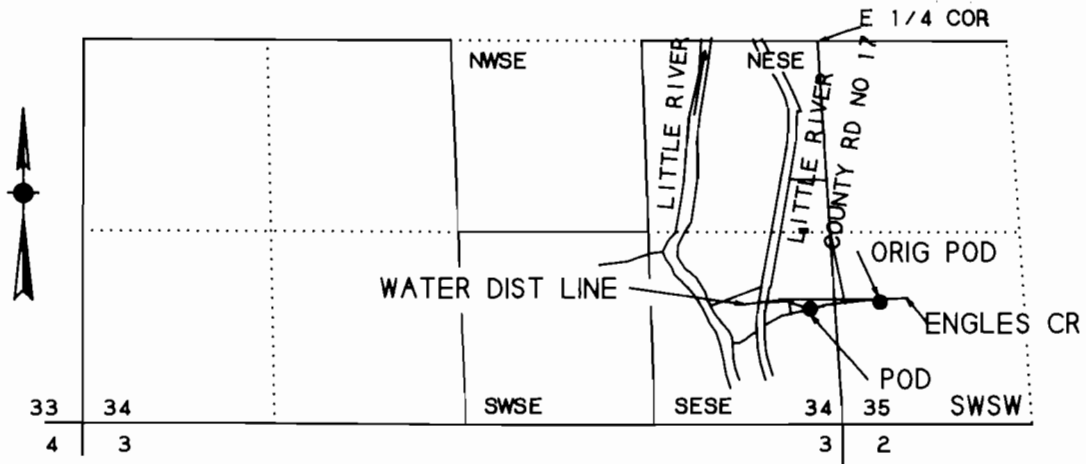 E 1/4 COR
NWSE
NESE
LITTLE RIVER
LITTLE RIVER
COUNTY RD NO 17
ORIG POD
WATER DIST LINE
ENGLES CR
POD
33 34
SWSE
SESE
34 35
SWSW
4 3
3 2